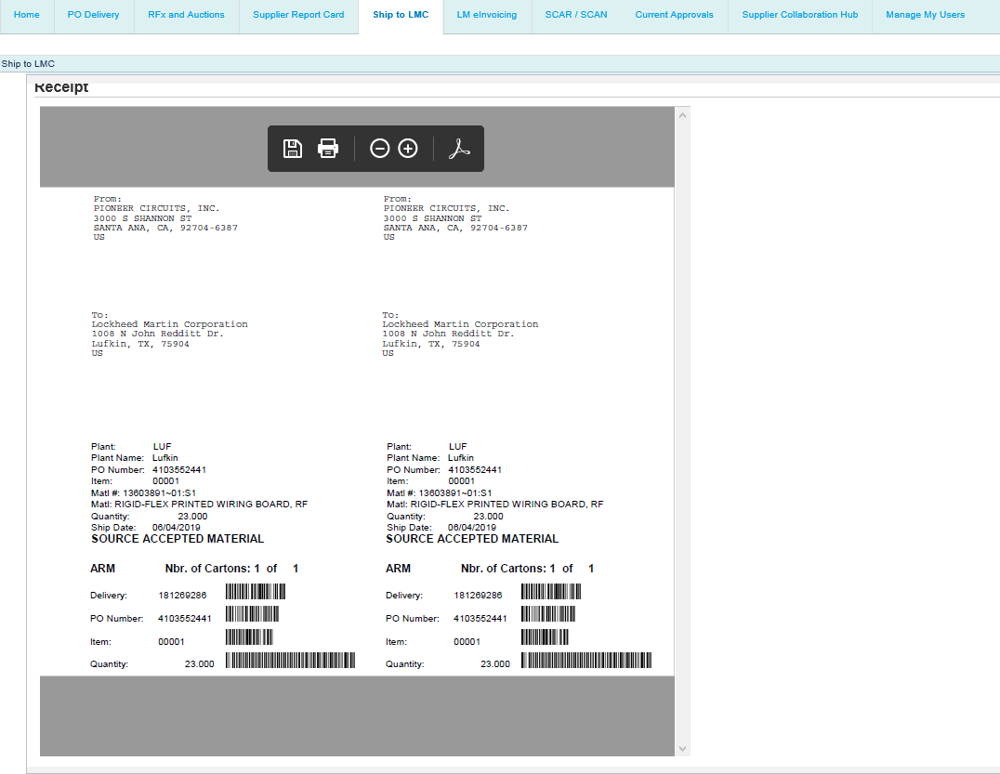 Home PO Delivery RFx and Auctions Supplier Report Card Ship to LMC LM eInvoicing SCAR / SCAN Current Approvals Supplier Collaboration Hub Manage My Users
Ship to LMC
Receipt
From:
PIONEER CIRCUITS, INC.
3000 S SHANNON ST
SANTA ANA, CA, 92704-6387
US
To:
Lockheed Martin Corporation
1008 N John Redditt Dr.
Lufkin, TX, 75904
US
Plant: LUF
Plant Name: Lufkin
PO Number: 4103552441
Item: 00001
Matl #: 13603891~01:S1
Matl: RIGID-FLEX PRINTED WIRING BOARD, RF
Quantity: 23.000
Ship Date: 06/04/2019
SOURCE ACCEPTED MATERIAL
ARM Nbr. of Cartons: 1 of 1
Delivery: 181269286
PO Number: 4103552441
Item: 00001
Quantity: 23.000
From:
PIONEER CIRCUITS, INC.
3000 S SHANNON ST
SANTA ANA, CA, 92704-6387
US
To:
Lockheed Martin Corporation
1008 N John Redditt Dr.
Lufkin, TX, 75904
US
Plant: LUF
Plant Name: Lufkin
PO Number: 4103552441
Item: 00001
Matl #: 13603891~01:S1
Matl: RIGID-FLEX PRINTED WIRING BOARD, RF
Quantity: 23.000
Ship Date: 06/04/2019
SOURCE ACCEPTED MATERIAL
ARM Nbr. of Cartons: 1 of 1
Delivery: 181269286
PO Number: 4103552441
Item: 00001
Quantity: 23.000